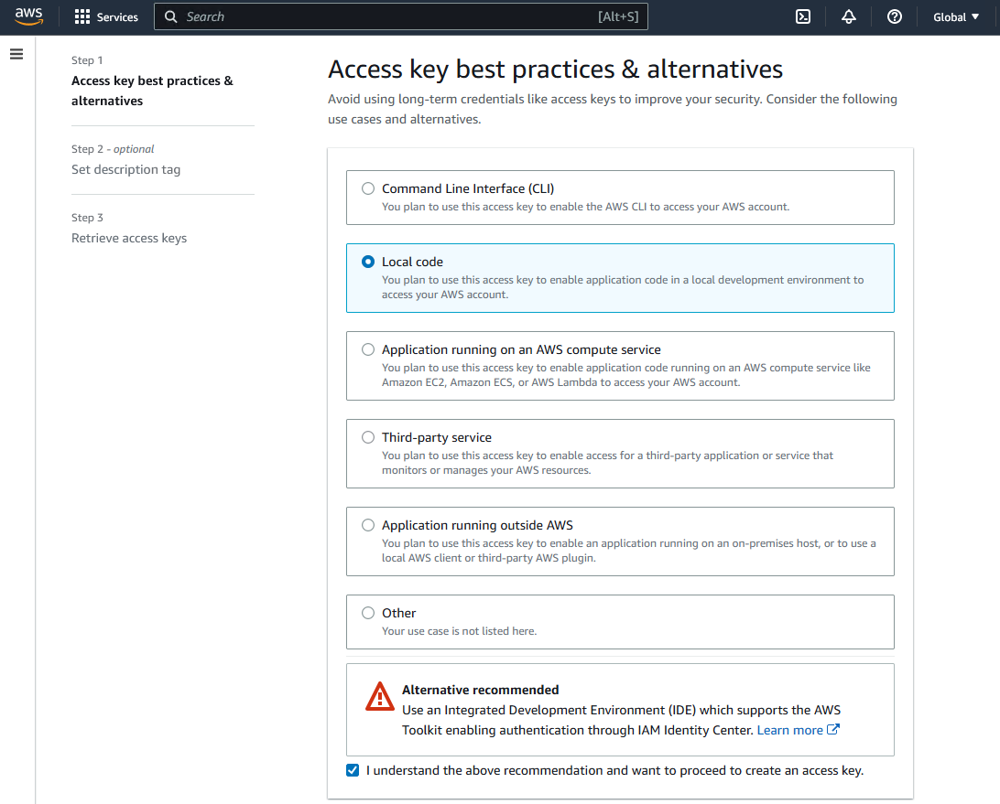 aws
Services
Search
[Alt+S]
Global
Step 1
Access key best practices &
alternatives
Step 2 - optional
Set description tag
Step 3
Retrieve access keys
Access key best practices & alternatives
Avoid using long-term credentials like access keys to improve your security. Consider the following
use cases and alternatives.
Command Line Interface (CLI)
You plan to use this access key to enable the AWS CLI to access your AWS account.
Local code
You plan to use this access key to enable application code in a local development environment to
access your AWS account.
Application running on an AWS compute service
You plan to use this access key to enable application code running on an AWS compute service like
Amazon EC2, Amazon ECS, or AWS Lambda to access your AWS account.
Third-party service
You plan to use this access key to enable access for a third-party application or service that
monitors or manages your AWS resources.
Application running outside AWS
You plan to use this access key to enable an application running on an on-premises host, or to use a
local AWS client or third-party AWS plugin.
Other
Your use case is not listed here.
Alternative recommended
Use an Integrated Development Environment (IDE) which supports the AWS
Toolkit enabling authentication through IAM Identity Center. Learn more
I understand the above recommendation and want to proceed to create an access key.